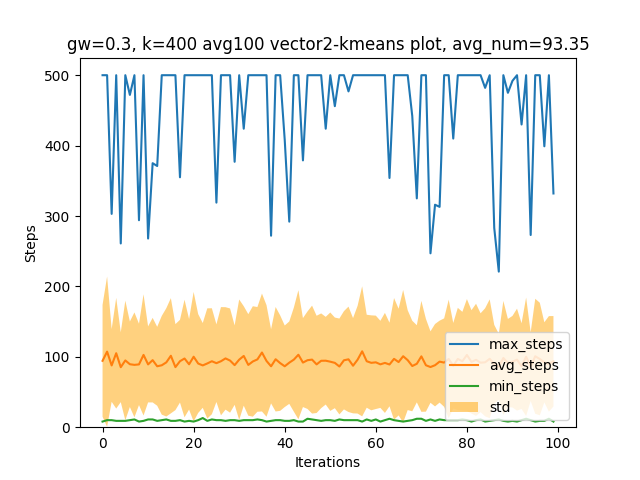 gw=0.3, k=400 avg100 vector2-kmeans plot, avg_num=93.35
500
400
300
200
100
0
Steps
max_steps
avg_steps
min_steps
std
0
20
40
60
80
100
Iterations